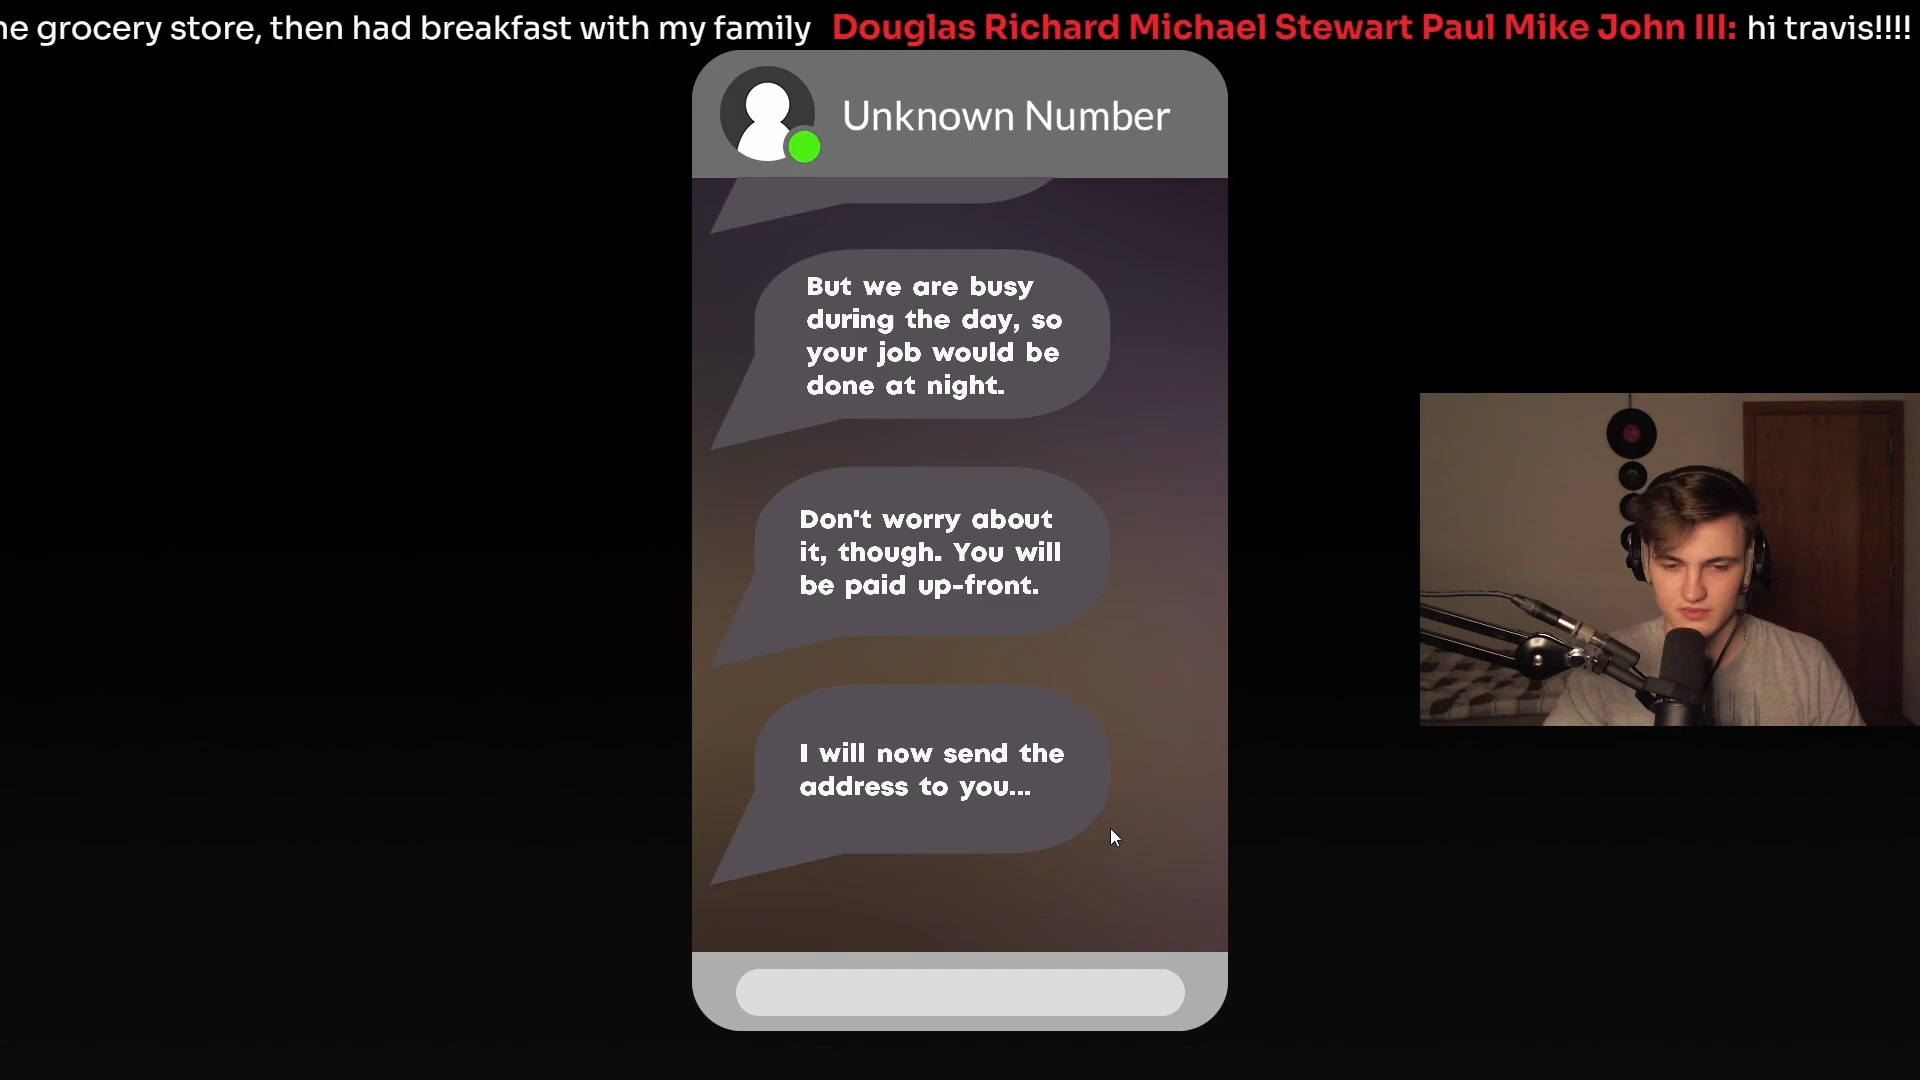 ne grocery store, then had breakfast with my family Douglas Richard Michael Stewart Paul Mike John III: hi travis!!!!
Unknown Number
But we are busy
during the day, so
your job would be
done at night.
Don't worry about
it, though. You will
be paid up-front.
I will now send the
address to you...